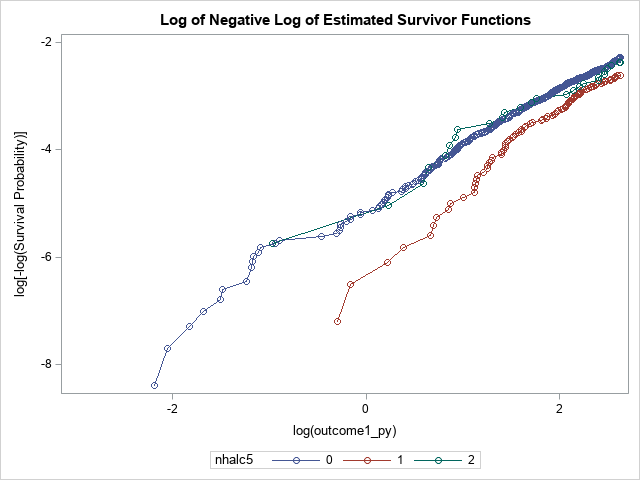 Log of Negative Log of Estimated Survivor Functions
log[-log(Survival Probability)]
-2
-4
-6
-8
-2 0 2
log(outcome1_py)
nhalc5 0 1 2